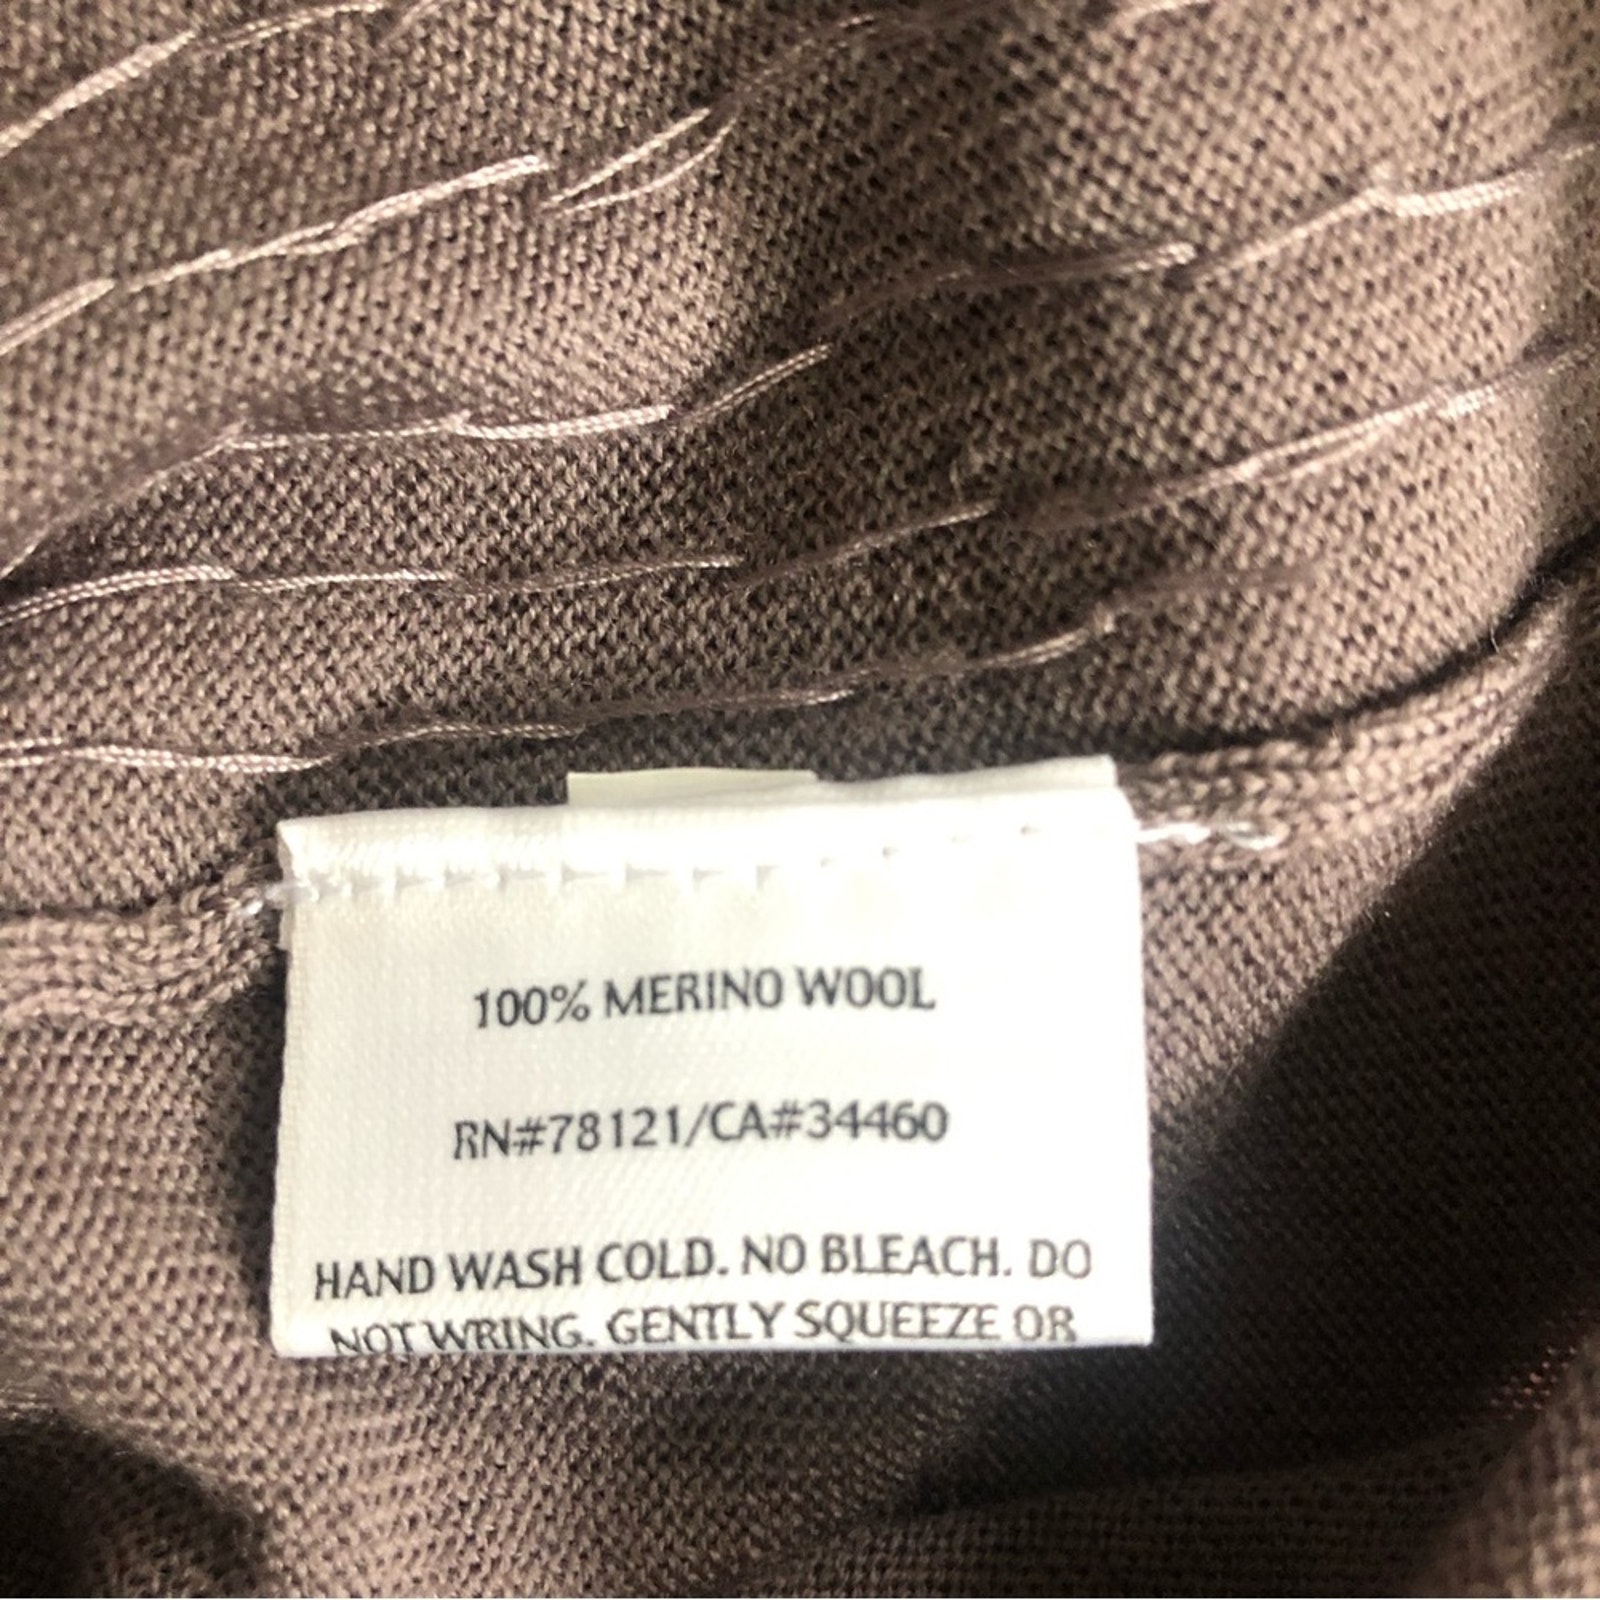 100% MERINO WOOL
RN#78121/CA#34460
HAND WASH COLD. NO BLEACH. DO
NOT WRING. GENTLY SQUEEZE OR